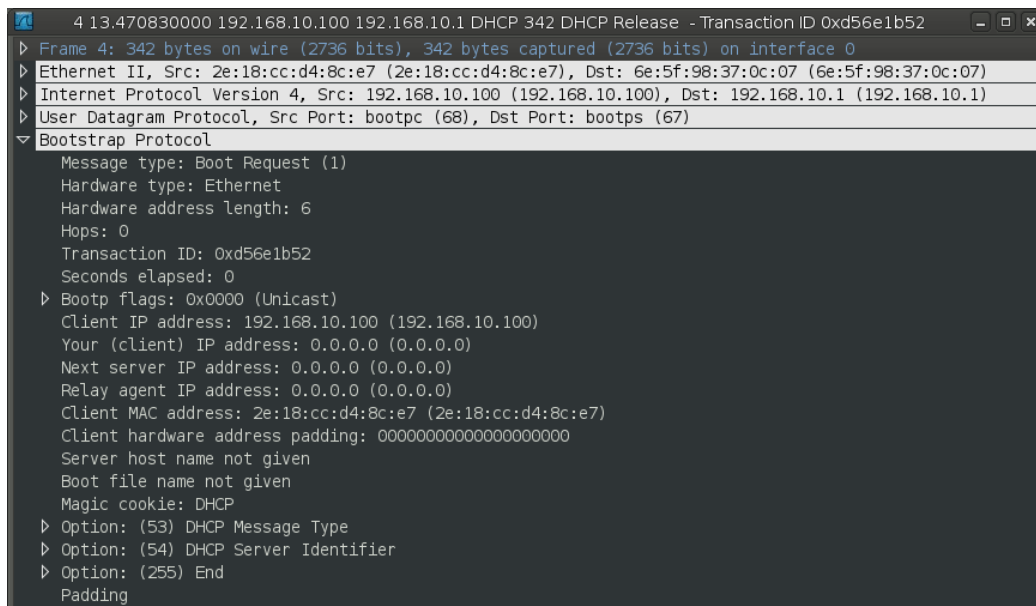 4 13.470830000 192.168.10.100 192.168.10.1 DHCP 342 DHCP Release - Transaction ID 0xd56e1b52
Frame 4: 342 bytes on wire (2736 bits), 342 bytes captured (2736 bits) on interface 0
Ethernet II, Src: 2e:18:cc:d4:8c:e7 (2e:18:cc:d4:8c:e7), Dst: 6e:5f:98:37:0c:07 (6e:5f:98:37:0c:07)
Internet Protocol Version 4, Src: 192.168.10.100 (192.168.10.100), Dst: 192.168.10.1 (192.168.10.1)
User Datagram Protocol, Src Port: bootpc (68), Dst Port: bootps (67)
Bootstrap Protocol
Message type: Boot Request (1)
Hardware type: Ethernet
Hardware address length: 6
Hops: 0
Transaction ID: 0xd56e1b52
Seconds elapsed: 0
Bootp flags: 0x0000 (Unicast)
Client IP address: 192.168.10.100 (192.168.10.100)
Your (client) IP address: 0.0.0.0 (0.0.0.0)
Next server IP address: 0.0.0.0 (0.0.0.0)
Relay agent IP address: 0.0.0.0 (0.0.0.0)
Client MAC address: 2e:18:cc:d4:8c:e7 (2e:18:cc:d4:8c:e7)
Client hardware address padding: 00000000000000000000
Server host name not given
Boot file name not given
Magic cookie: DHCP
Option: (53) DHCP Message Type
Option: (54) DHCP Server Identifier
Option: (255) End
Padding